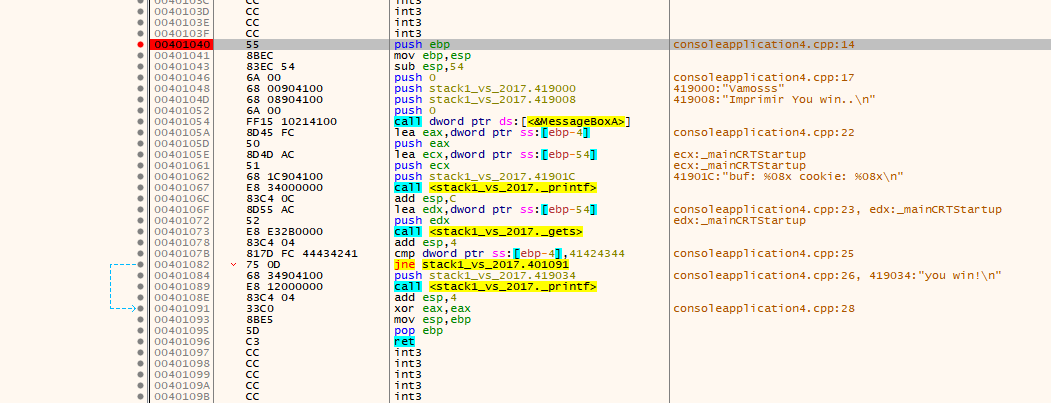 0040103C CC int3
0040103D CC int3
0040103E CC int3
0040103F CC int3
00401040 55 push ebp consoleapplication4.cpp:14
00401041 8BEC mov ebp,esp
00401043 83EC 54 sub esp,54
00401046 6A 00 push 0 consoleapplication4.cpp:17
00401048 68 00904100 push stack1_vs_2017.419000 419000:"Vamosss"
0040104D 68 08904100 push stack1_vs_2017.419008 419008:"Imprimir You win..\n"
00401052 6A 00 push 0
00401054 FF15 10214100 call dword ptr ds:[<&MessageBoxA>]
0040105A 8D45 FC lea eax,dword ptr ss:[ebp-4] consoleapplication4.cpp:22
0040105D 50 push eax
0040105E 8D4D AC lea ecx,dword ptr ss:[ebp-54] ecx:_mainCRTStartup
00401061 51 push ecx ecx:_mainCRTStartup
00401062 68 1C904100 push stack1_vs_2017.41901C 41901C:"buf: %08x cookie: %08x\n"
00401067 E8 34000000 call <stack1_vs_2017._printf>
0040106C 83C4 0C add esp,C
0040106F 8D55 AC lea edx,dword ptr ss:[ebp-54] consoleapplication4.cpp:23, edx:_mainCRTStartup
00401072 52 push edx edx:_mainCRTStartup
00401073 E8 E32B0000 call <stack1_vs_2017._gets>
00401078 83C4 04 add esp,4
0040107B 817D FC 44434241 cmp dword ptr ss:[ebp-4],41424344 consoleapplication4.cpp:25
00401082 75 0D jne stack1_vs_2017.401091
00401084 68 34904100 push stack1_vs_2017.419034 consoleapplication4.cpp:26, 419034:"you win!\n"
00401089 E8 12000000 call <stack1_vs_2017._printf>
0040108E 83C4 04 add esp,4
00401091 33C0 xor eax,eax consoleapplication4.cpp:28
00401093 8BE5 mov esp,ebp
00401095 5D pop ebp
00401096 C3 ret
00401097 CC int3
00401098 CC int3
00401099 CC int3
0040109A CC int3
0040109B CC int3